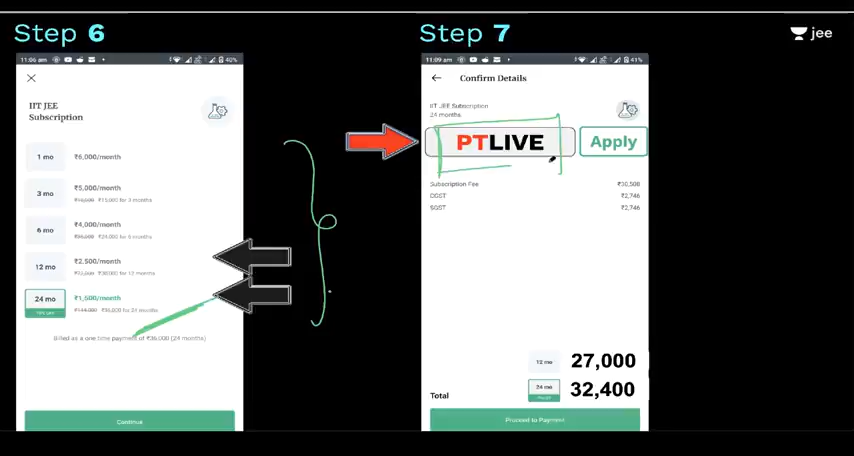 Step 6
Step 7
jee
11:06 am
40%
IIT JEE
Subscription
1 mo ₹6,000/month
3 mo ₹5,000/month
₹15,000 for 3 months
6 mo ₹4,000/month
₹24,000 for 6 months
12 mo ₹2,500/month
for 12 months
24 mo ₹1,500/month
₹36,000 for 24 months
Billed as a one time payment of ₹36,000 (24 months)
Continue
11:09 am
41%
Confirm Details
IIT JEE Subscription
24 months
PTLIVE
Apply
Subscription Fee ₹30,508
CGST ₹2,746
SGST ₹2,746
12 mo 27,000
24 mo 32,400
Total
Proceed to Payment